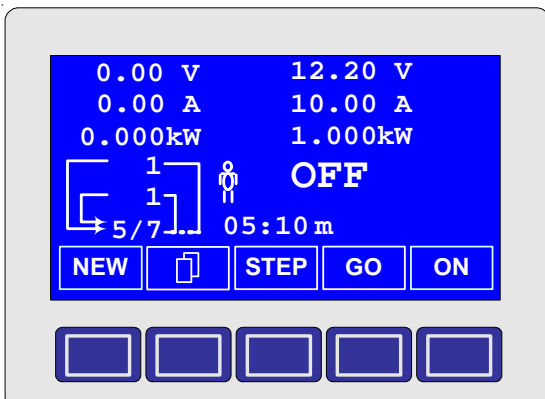 0.00 V 12.20 V
0.00 A 10.00 A
0.000kW 1.000kW
1 OFF
1
5/7 05:10 m
NEW STEP GO ON